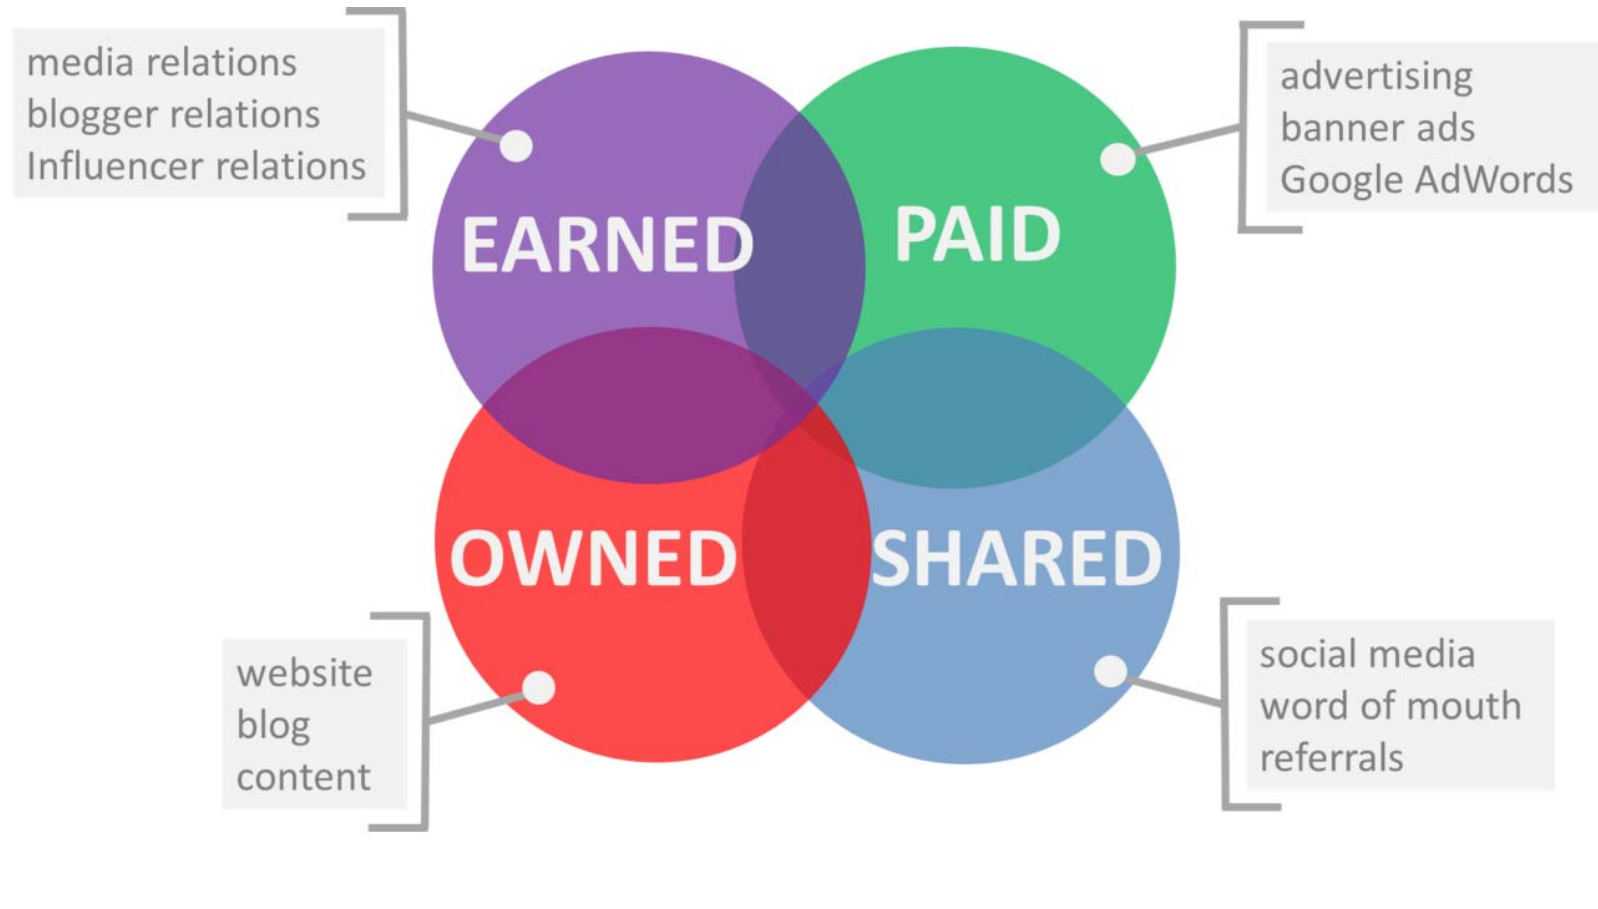 media relations
blogger relations
Influencer relations
advertising
banner ads
Google AdWords
EARNED
PAID
OWNED
SHARED
website
blog
content
social media
word of mouth
referrals